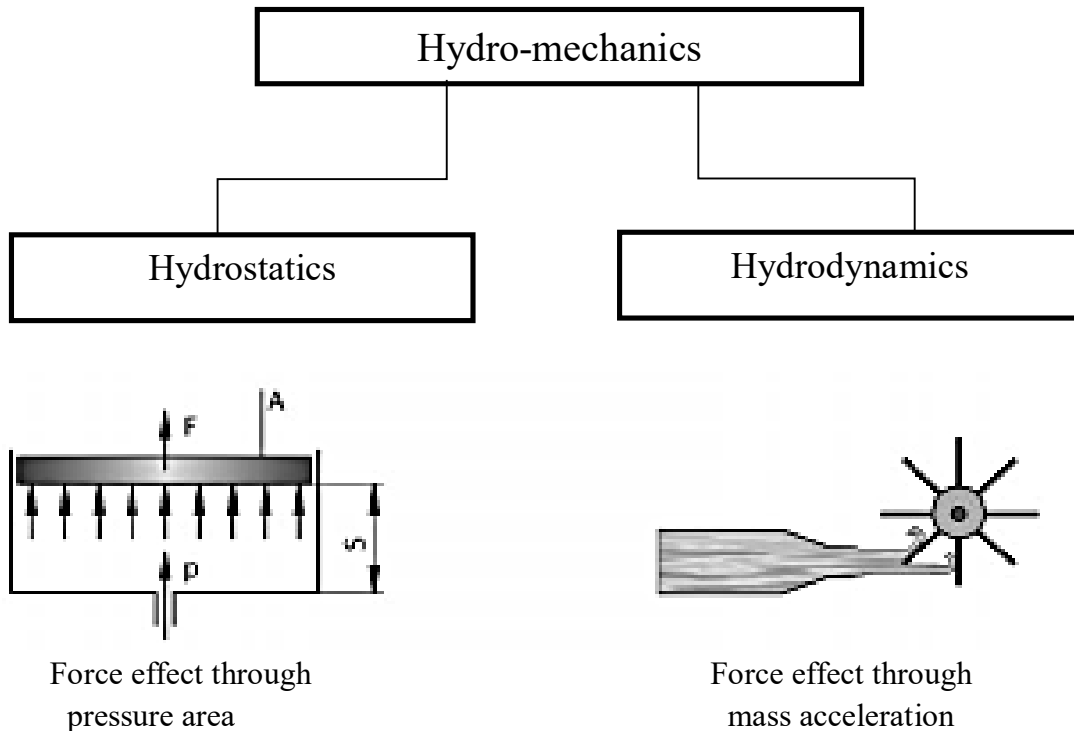 Hydro-mechanics
Hydrostatics
Hydrodynamics
A
F
S
p
Force effect through
pressure area
Force effect through
mass acceleration